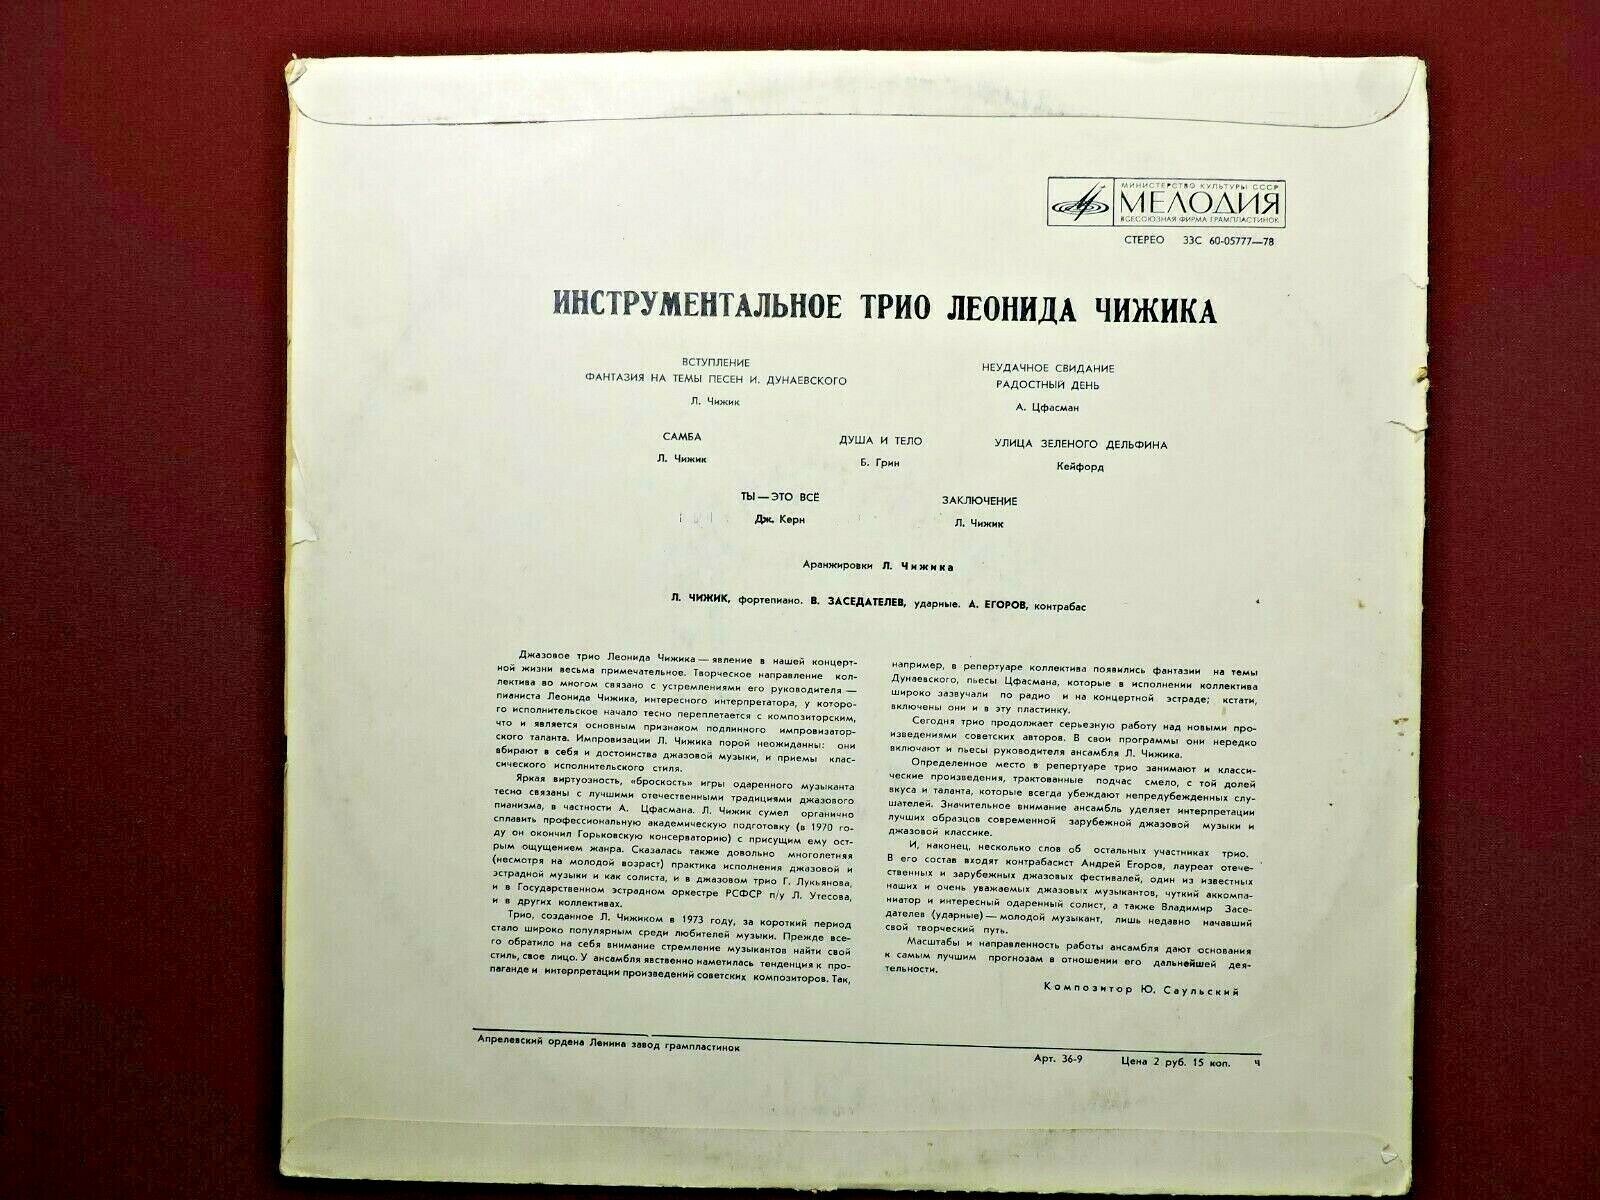 МИНИСТЕРСТВО КУЛЬТУРЫ СССР
МЕЛОДИЯ
ВСЕСОЮЗНАЯ ФИРМА ГРАМПЛАСТИНОК
СТЕРЕО 33С 60-05777—78
ИНСТРУМЕНТАЛЬНОЕ ТРИО ЛЕОНИДА ЧИЖИКА
ВСТУПЛЕНИЕ
ФАНТАЗИЯ НА ТЕМЫ ПЕСЕН И. ДУНАЕВСКОГО
Л. Чижик
НЕУДАЧНОЕ СВИДАНИЕ
РАДОСТНЫЙ ДЕНЬ
А. Цфасман
САМБА
Л. Чижик
ДУША И ТЕЛО
Б. Грин
УЛИЦА ЗЕЛЕНОГО ДЕЛЬФИНА
Кейфорд
ТЫ — ЭТО ВСЁ
Дж. Керн
ЗАКЛЮЧЕНИЕ
Л. Чижик
Аранжировки Л. Чижика
Л. ЧИЖИК, фортепиано. В. ЗАСЕДАТЕЛЕВ, ударные. А. ЕГОРОВ, контрабас
Джазовое трио Леонида Чижика — явление в нашей концерт-
ной жизни весьма примечательное. Творческое направление кол-
лектива во многом связано с устремлениями его руководителя —
пианиста Леонида Чижика, интересного интерпретатора, у которо-
го исполнительское начало тесно переплетается с композиторским,
что и является основным признаком подлинного импровизатор-
ского таланта. Импровизации Л. Чижика порой неожиданны: они
вбирают в себя и достоинства джазовой музыки, и приемы клас-
сического исполнительского стиля.
Яркая виртуозность, «броскость» игры одаренного музыканта
тесно связаны с лучшими отечественными традициями джазового
пианизма, в частности А. Цфасмана. Л. Чижик сумел органично
сплавить профессиональную академическую подготовку (в 1970 го-
ду он окончил Горьковскую консерваторию) с присущим ему ост-
рым ощущением жанра. Сказалась также довольно многолетняя
(несмотря на молодой возраст) практика исполнения джазовой и
эстрадной музыки и как солиста, и в джазовом трио Г. Лукьянова,
и в Государственном эстрадном оркестре РСФСР п/у Л. Утесова,
и в других коллективах.
Трио, созданное Л. Чижиком в 1973 году, за короткий период
стало широко популярным среди любителей музыки. Прежде все-
го обратило на себя внимание стремление музыкантов найти свой
стиль, свое лицо. У ансамбля явственно наметилась тенденция к про-
паганде и интерпретации произведений советских композиторов. Так,
например, в репертуаре коллектива появились фантазии на темы
Дунаевского, пьесы Цфасмана, которые в исполнении коллектива
широко зазвучали по радио и на концертной эстраде; кстати,
включены они и в эту пластинку.
Сегодня трио продолжает серьезную работу над новыми про-
изведениями советских авторов. В свои программы они нередко
включают и пьесы руководителя ансамбля Л. Чижика.
Определенное место в репертуаре трио занимают и класси-
ческие произведения, трактованные подчас смело, с той долей
вкуса и таланта, которые всегда убеждают непредубежденных слу-
шателей. Значительное внимание ансамбль уделяет интерпретации
лучших образцов современной зарубежной джазовой музыки и
джазовой классике.
И, наконец, несколько слов об остальных участниках трио.
В его состав входят контрабасист Андрей Егоров, лауреат отече-
ственных и зарубежных джазовых фестивалей, один из известных
наших и очень уважаемых джазовых музыкантов, чуткий аккомпа-
ниатор и интересный одаренный солист, а также Владимир Засе-
дателев (ударные) — молодой музыкант, лишь недавно начавший
свой творческий путь.
Масштабы и направленность работы ансамбля дают основания
к самым лучшим прогнозам в отношении его дальнейшей дея-
тельности.
Композитор Ю. Саульский
Апрелевский ордена Ленина завод грампластинок
Арт. 36-9 Цена 2 руб. 15 коп. Ч